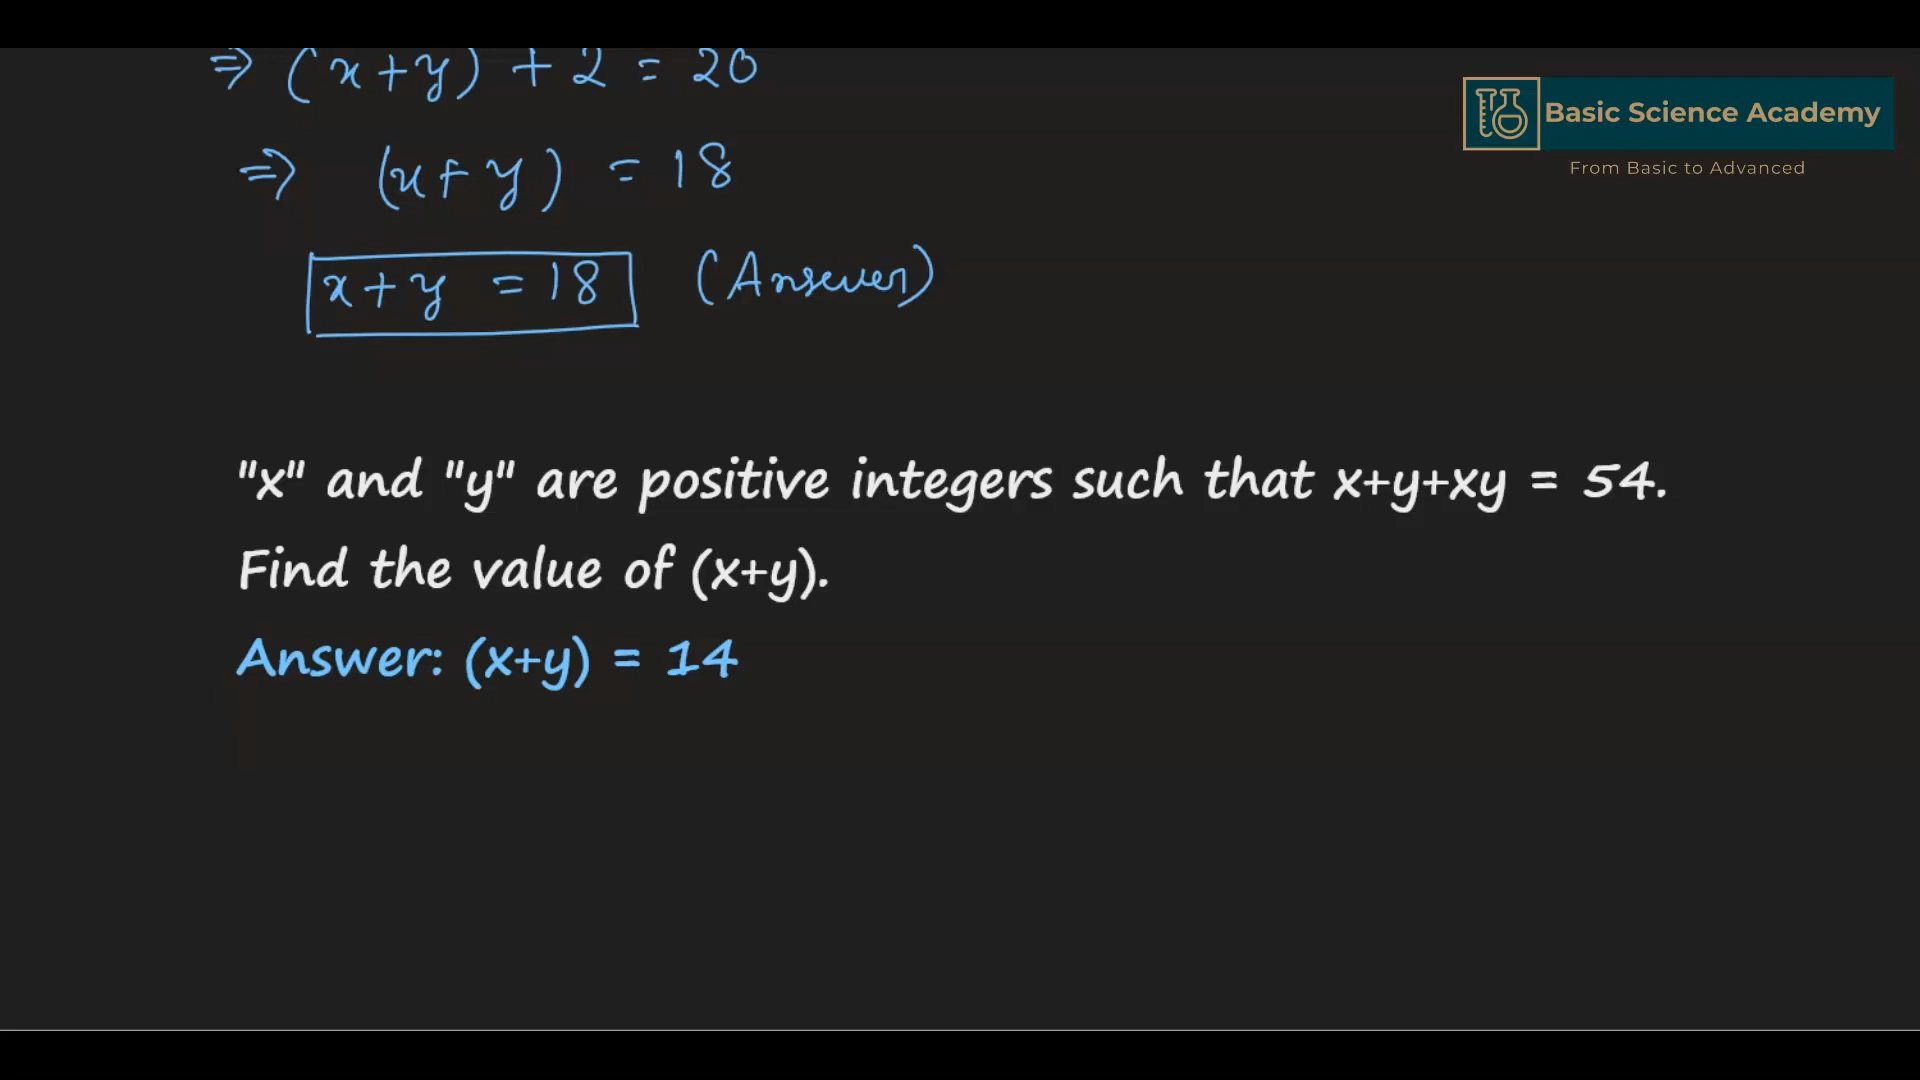 ⇒ (x+y) + 2 = 20
Basic Science Academy
From Basic to Advanced
⇒ (x+y) = 18
x+y = 18 (Answer)
"x" and "y" are positive integers such that x+y+xy = 54.
Find the value of (x+y).
Answer: (x+y) = 14